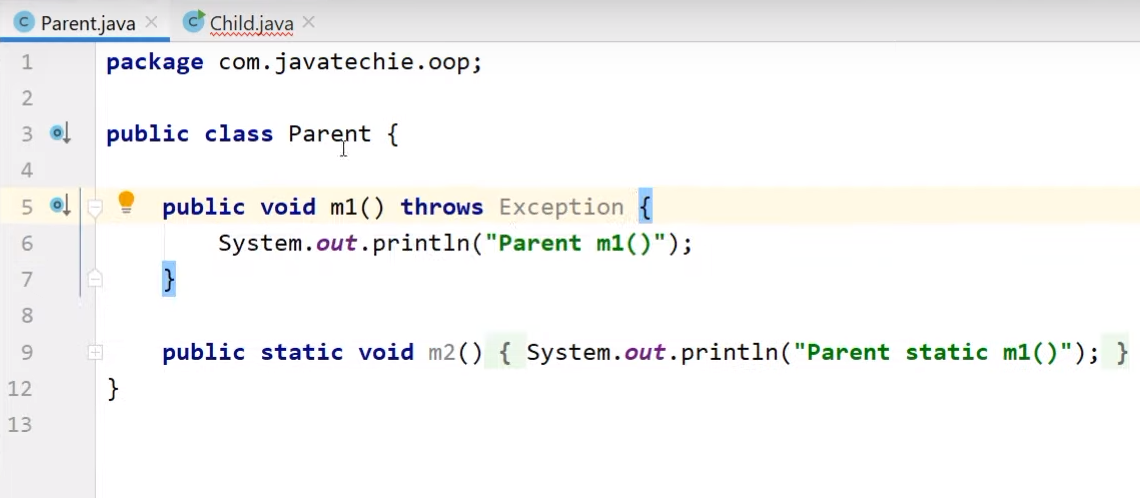 Parent.java
Child.java
1 package com.javatechie.oop;
2
3 public class Parent {
4
5 public void m1() throws Exception {
6 System.out.println("Parent m1()");
7 }
8
9 public static void m2() { System.out.println("Parent static m1()"); }
12 }
13